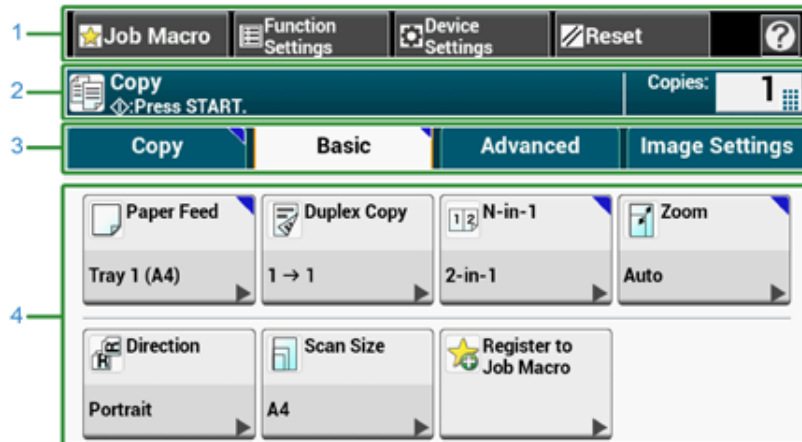 1
Job Macro
Function
Settings
Device
Settings
Reset
?
2
Copy
:Press START.
Copies:
1
3
Copy
Basic
Advanced
Image Settings
4
Paper Feed
Tray 1 (A4)
Duplex Copy
1 → 1
1 2
N-in-1
2-in-1
Zoom
Auto
Direction
Portrait
Scan Size
A4
Register to
Job Macro